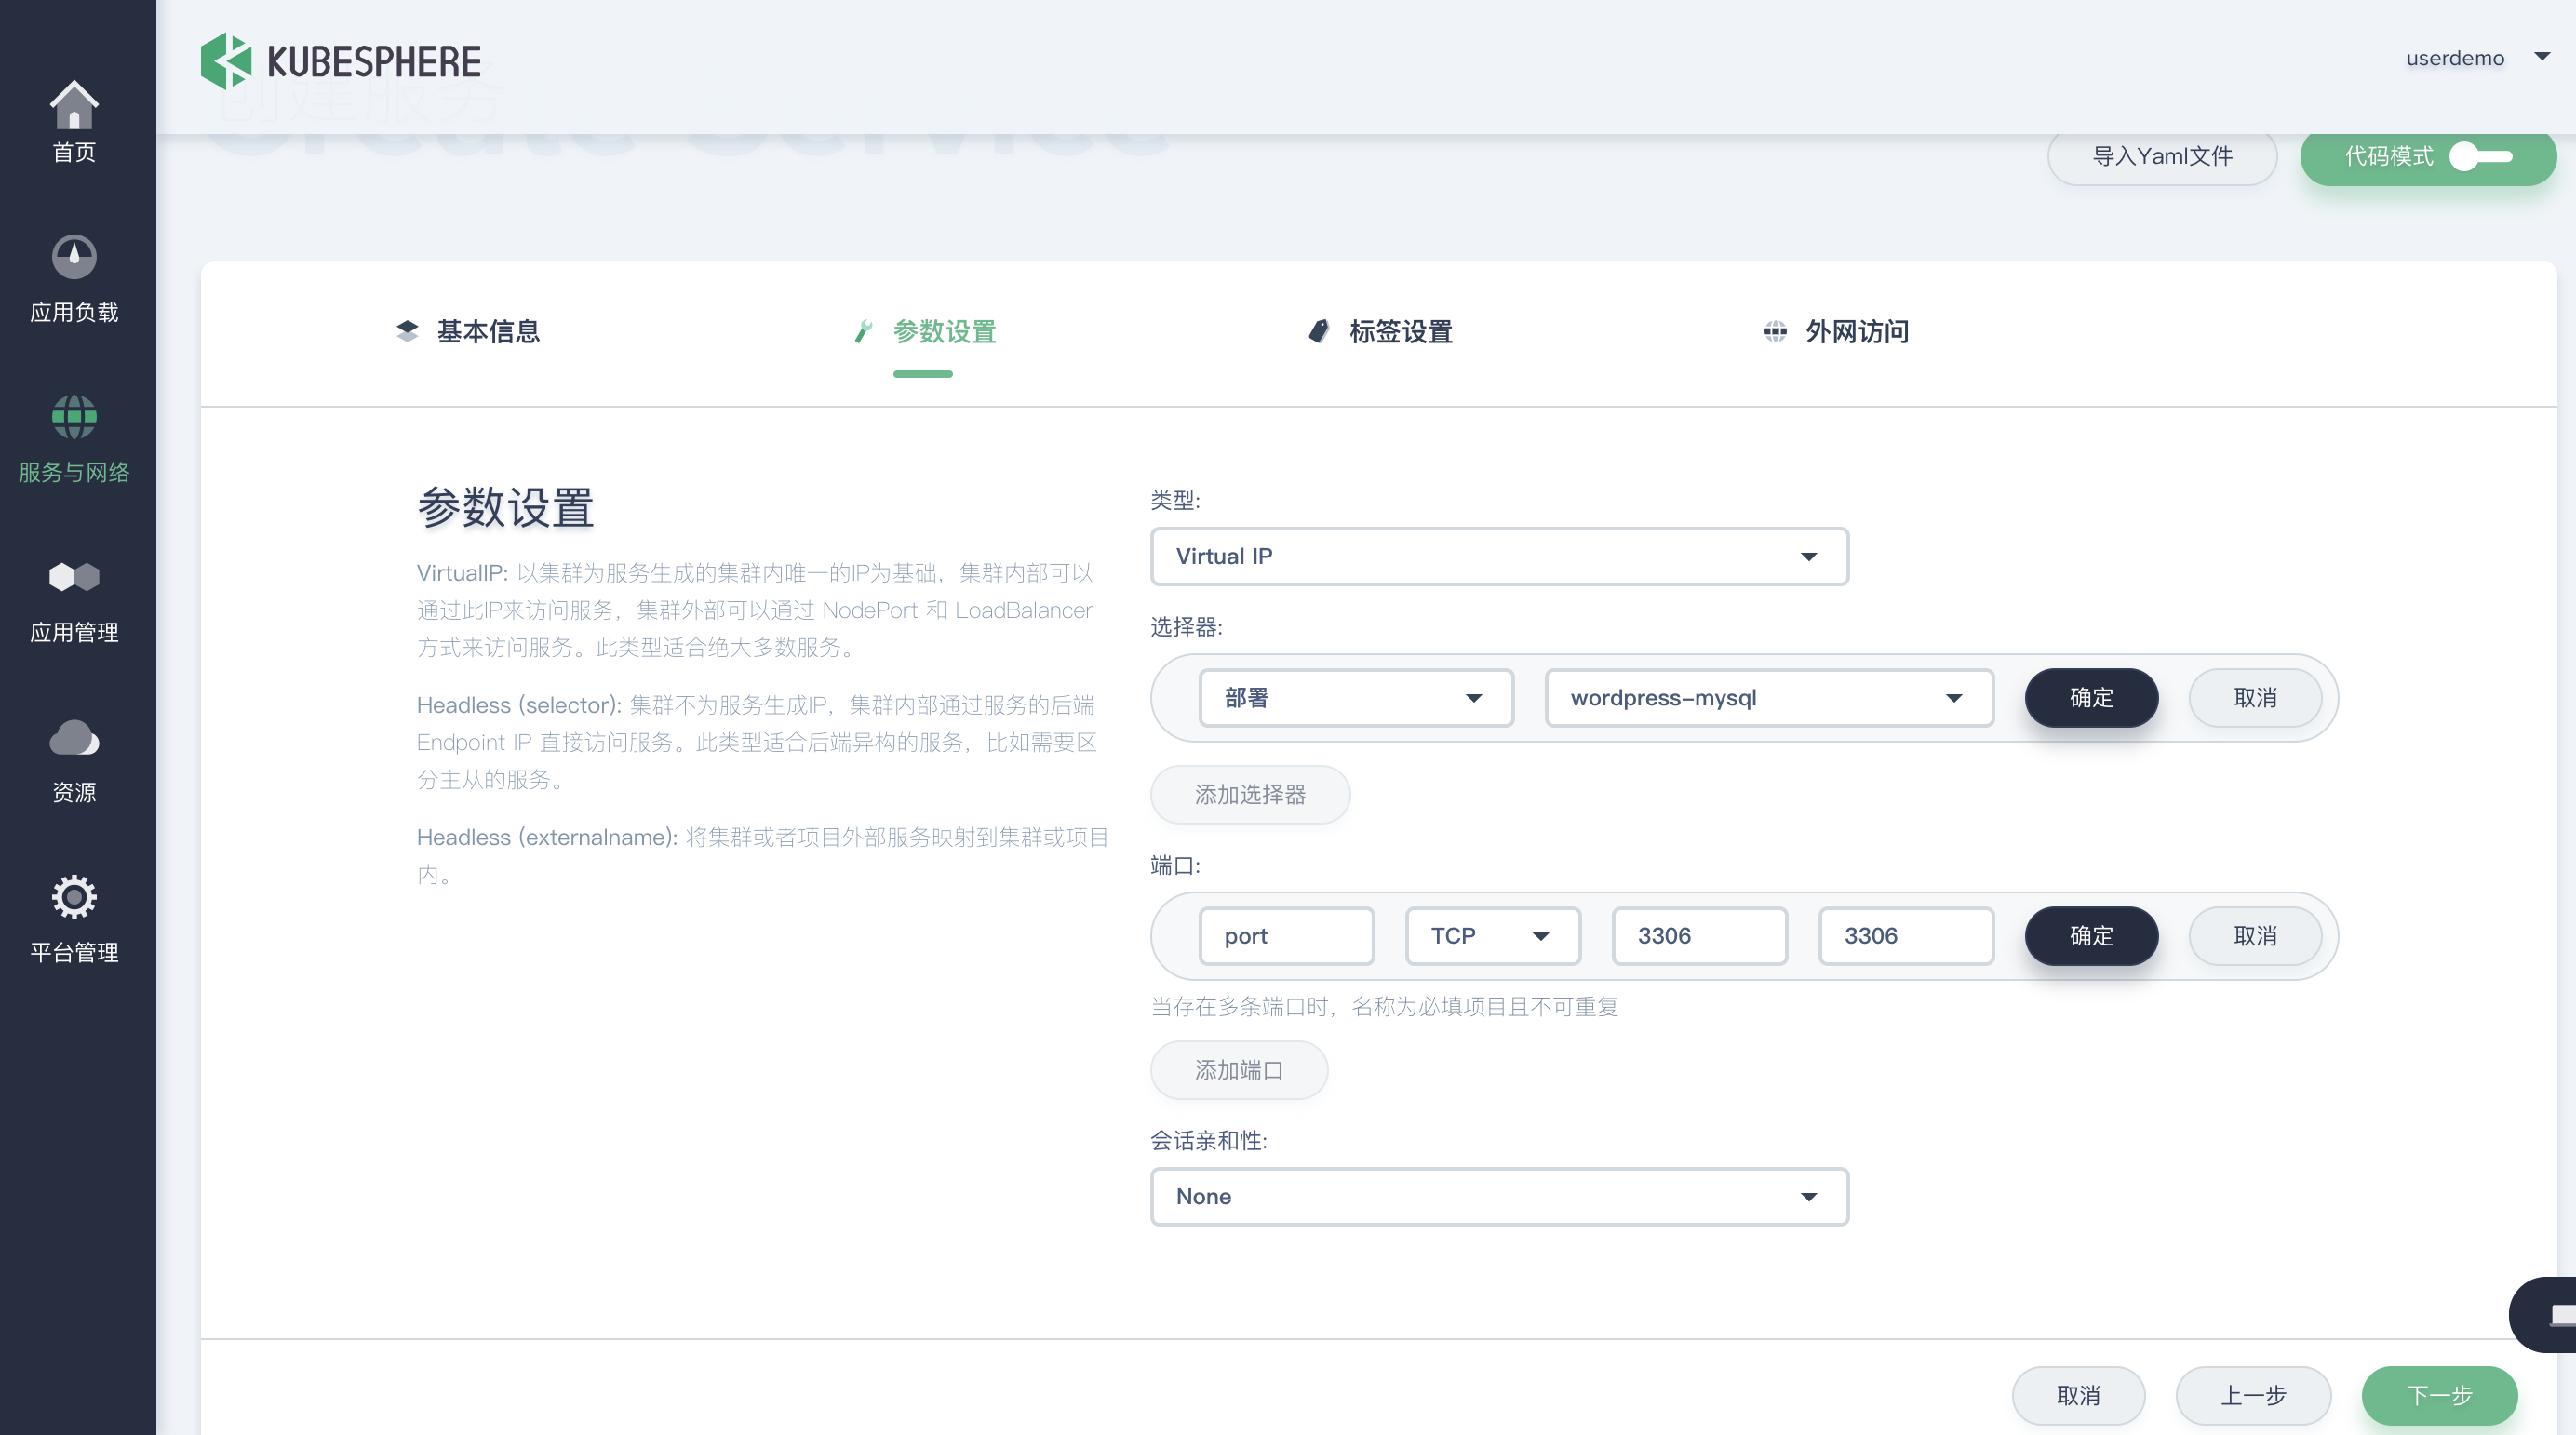 KUBESPHERE
userdemo
创建服务
Create Service
导入Yaml文件
代码模式
首页
应用负载
服务与网络
应用管理
资源
平台管理
基本信息
参数设置
标签设置
外网访问
参数设置
VirtualIP: 以集群为服务生成的集群内唯一的IP为基础，集群内部可以
通过此IP来访问服务，集群外部可以通过 NodePort 和 LoadBalancer
方式来访问服务。此类型适合绝大多数服务。
Headless (selector): 集群不为服务生成IP，集群内部通过服务的后端
Endpoint IP 直接访问服务。此类型适合后端异构的服务，比如需要区
分主从的服务。
Headless (externalname): 将集群或者项目外部服务映射到集群或项目
内。
类型:
Virtual IP
选择器:
部署
wordpress-mysql
确定
取消
添加选择器
端口:
port
TCP
3306
3306
确定
取消
当存在多条端口时，名称为必填项目且不可重复
添加端口
会话亲和性:
None
取消
上一步
下一步